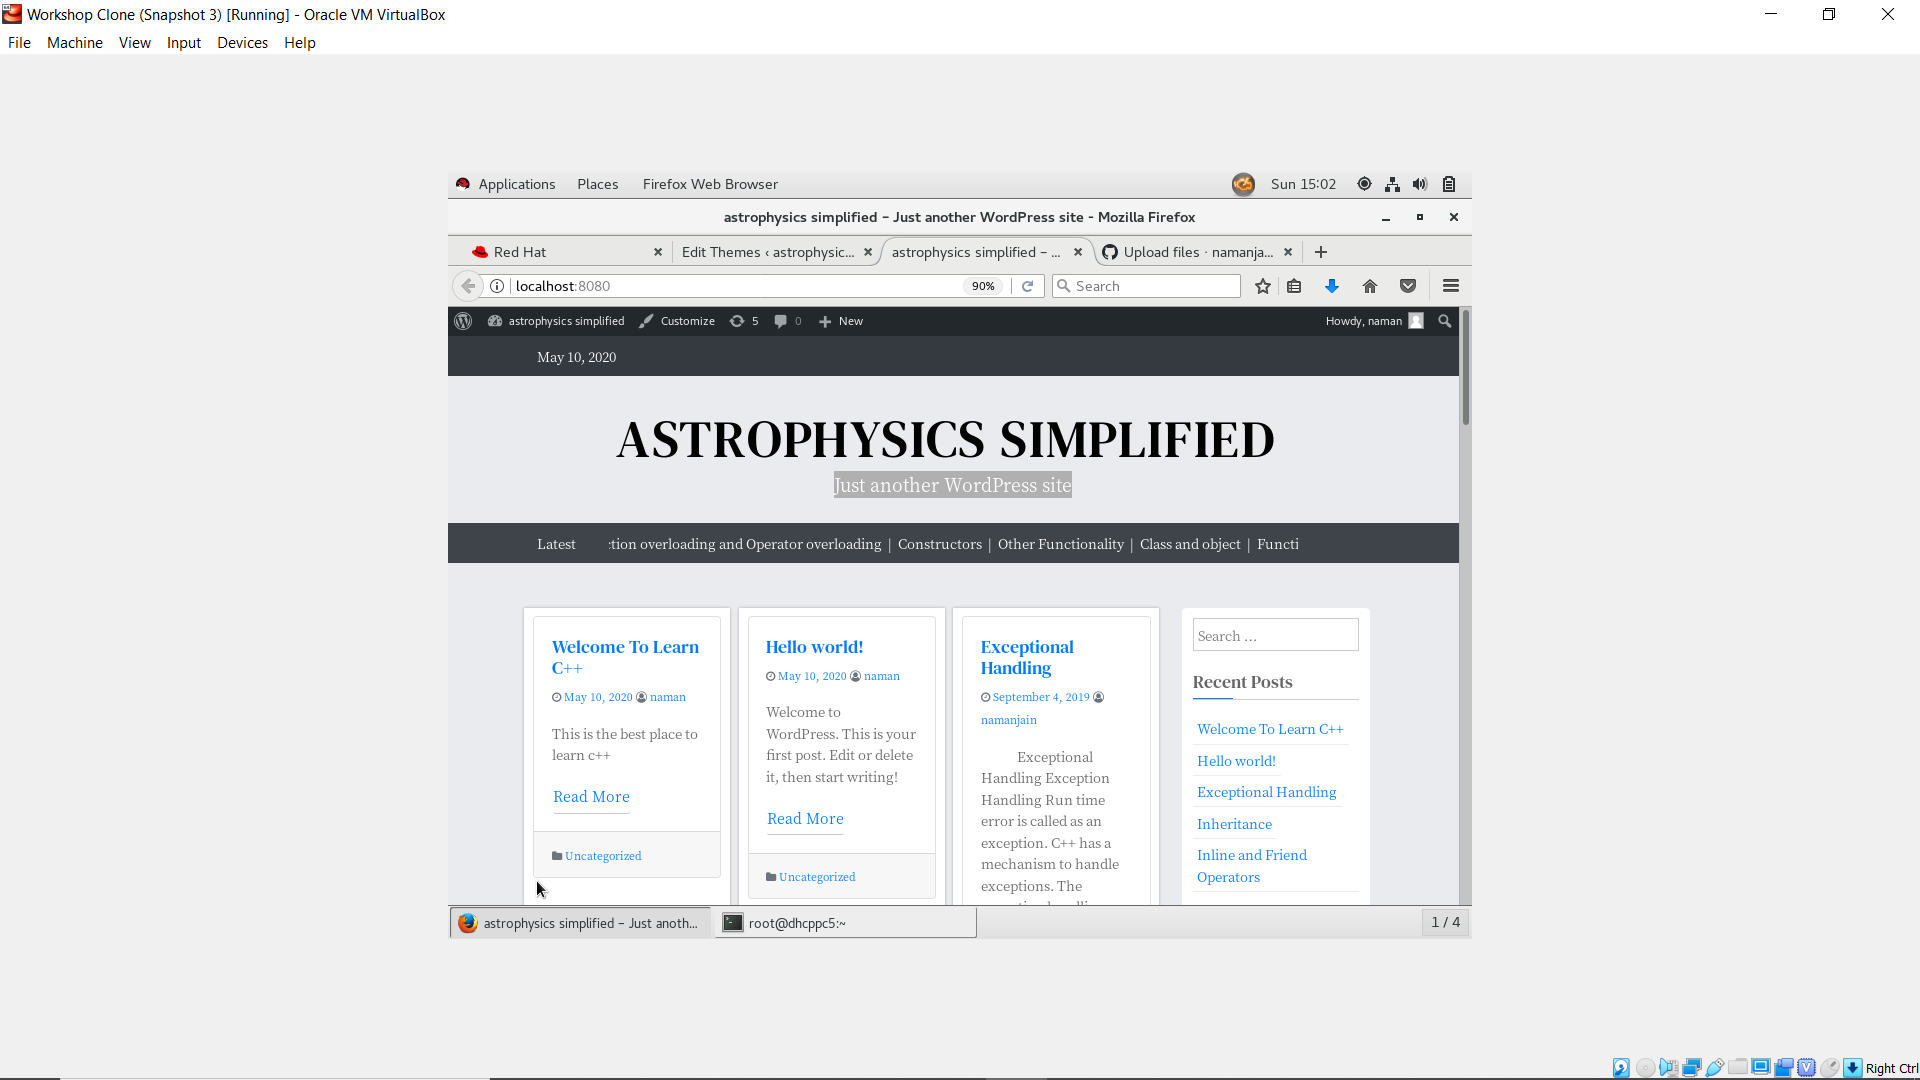 Workshop Clone (Snapshot 3) [Running] - Oracle VM VirtualBox
File Machine View Input Devices Help
Applications Places Firefox Web Browser Sun 15:02
astrophysics simplified – Just another WordPress site - Mozilla Firefox
Red Hat Edit Themes ‹ astrophysic... astrophysics simplified – ... Upload files · namanja...
localhost:8080 90% Search
astrophysics simplified Customize 5 0 New Howdy, naman
May 10, 2020
ASTROPHYSICS SIMPLIFIED
Just another WordPress site
Latest :tion overloading and Operator overloading | Constructors | Other Functionality | Class and object | Functi
Welcome To Learn
C++
May 10, 2020 naman
This is the best place to
learn c++
Read More
Uncategorized
Hello world!
May 10, 2020 naman
Welcome to
WordPress. This is your
first post. Edit or delete
it, then start writing!
Read More
Uncategorized
Exceptional
Handling
September 4, 2019
namanjain
Exceptional
Handling Exception
Handling Run time
error is called as an
exception. C++ has a
mechanism to handle
exceptions. The
Search ...
Recent Posts
Welcome To Learn C++
Hello world!
Exceptional Handling
Inheritance
Inline and Friend
Operators
astrophysics simplified – Just anoth... root@dhcppc5:~ 1 / 4
Right Ctrl